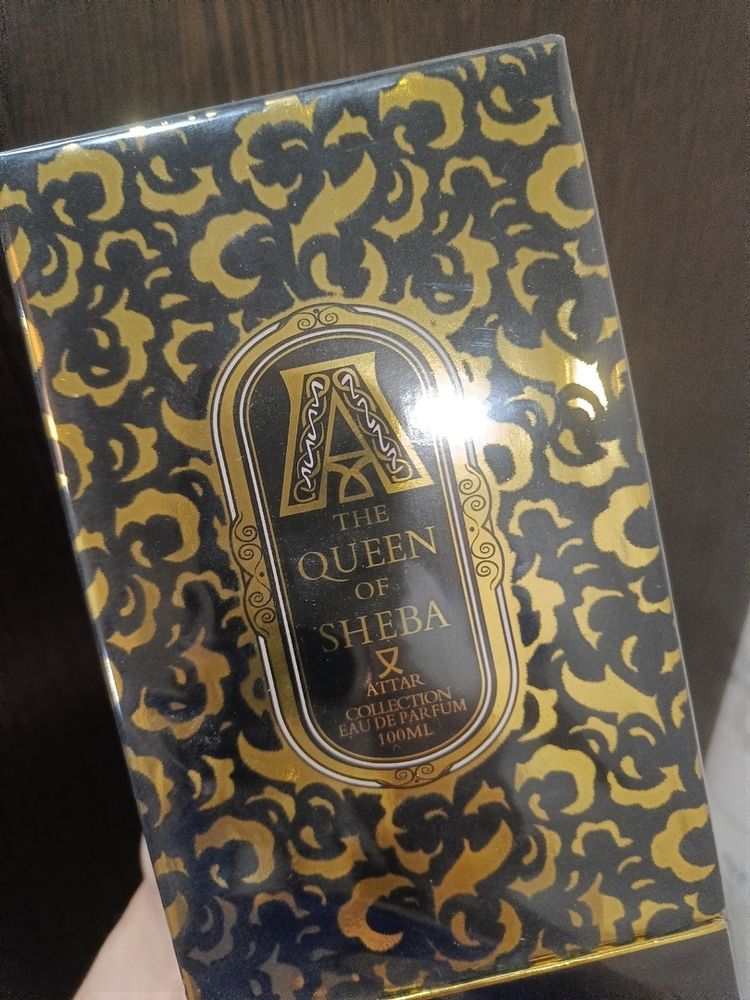 A
THE
QUEEN
OF
SHEBA
ATTAR
COLLECTION
EAU DE PARFUM
100ML